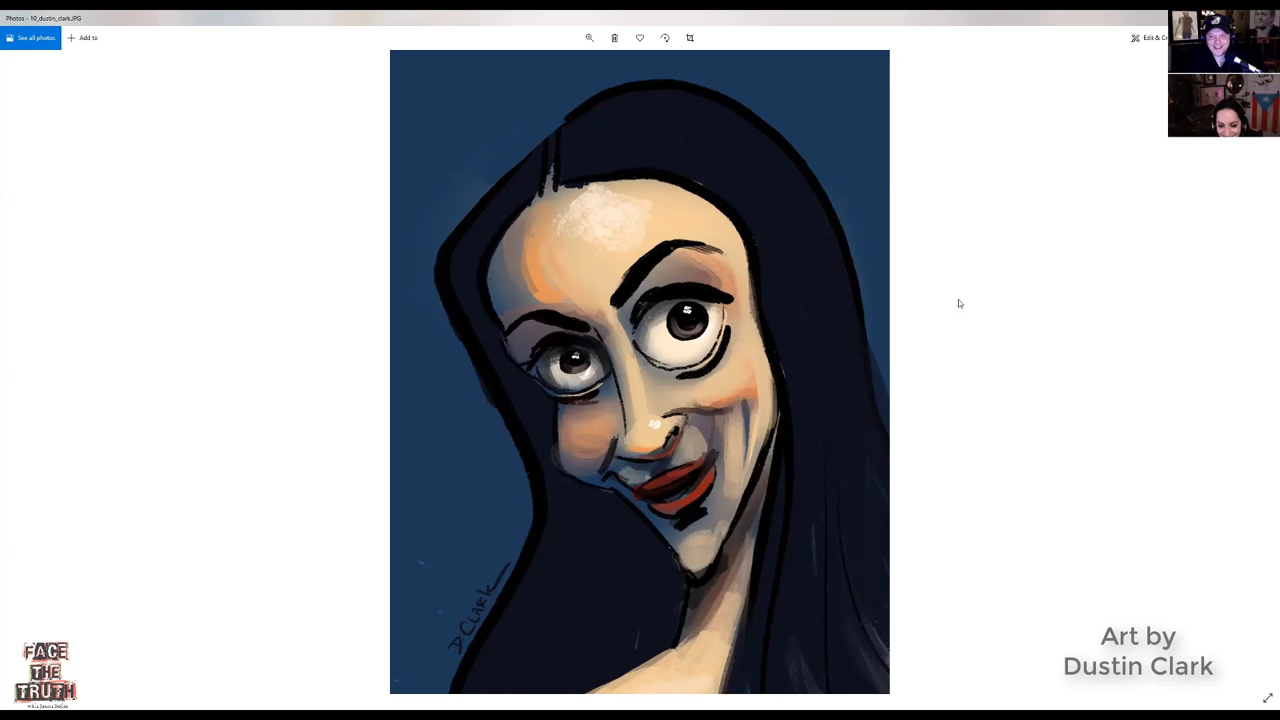 Photos - 10_dustin_clark.JPG
See all photos
Add to
Edit & Cr
D.CLARK
FACE
THE
TRUTH
Art by
Dustin Clark